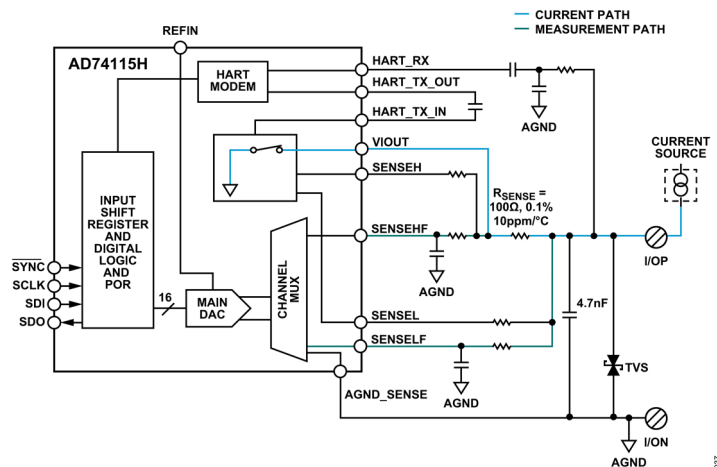 CURRENT PATH
MEASUREMENT PATH
REFIN
AD74115H
HART
MODEM
HART_RX
HART_TX_OUT
HART_TX_IN
AGND
VIOUT
SENSEH
CURRENT
SOURCE
INPUT
SHIFT
REGISTER
AND
DIGITAL
LOGIC
AND
POR
RSENSE =
100Ω, 0.1%
10ppm/°C
SENSEHF
I/OP
AGND
SYNC
SCLK
SDI
SDO
16
MAIN
DAC
CHANNEL
MUX
4.7nF
SENSEL
SENSELF
TVS
AGND
AGND_SENSE
I/ON
AGND